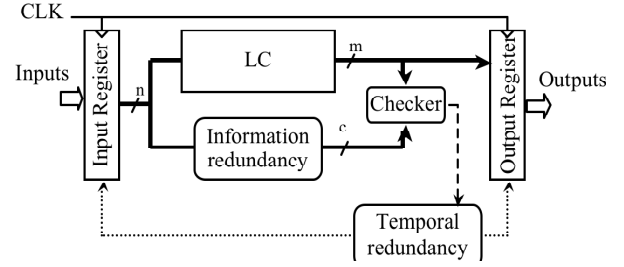 CLK
Inputs
Input Register
n
LC
m
Checker
Information
redundancy
c
Output Register
Outputs
Temporal
redundancy